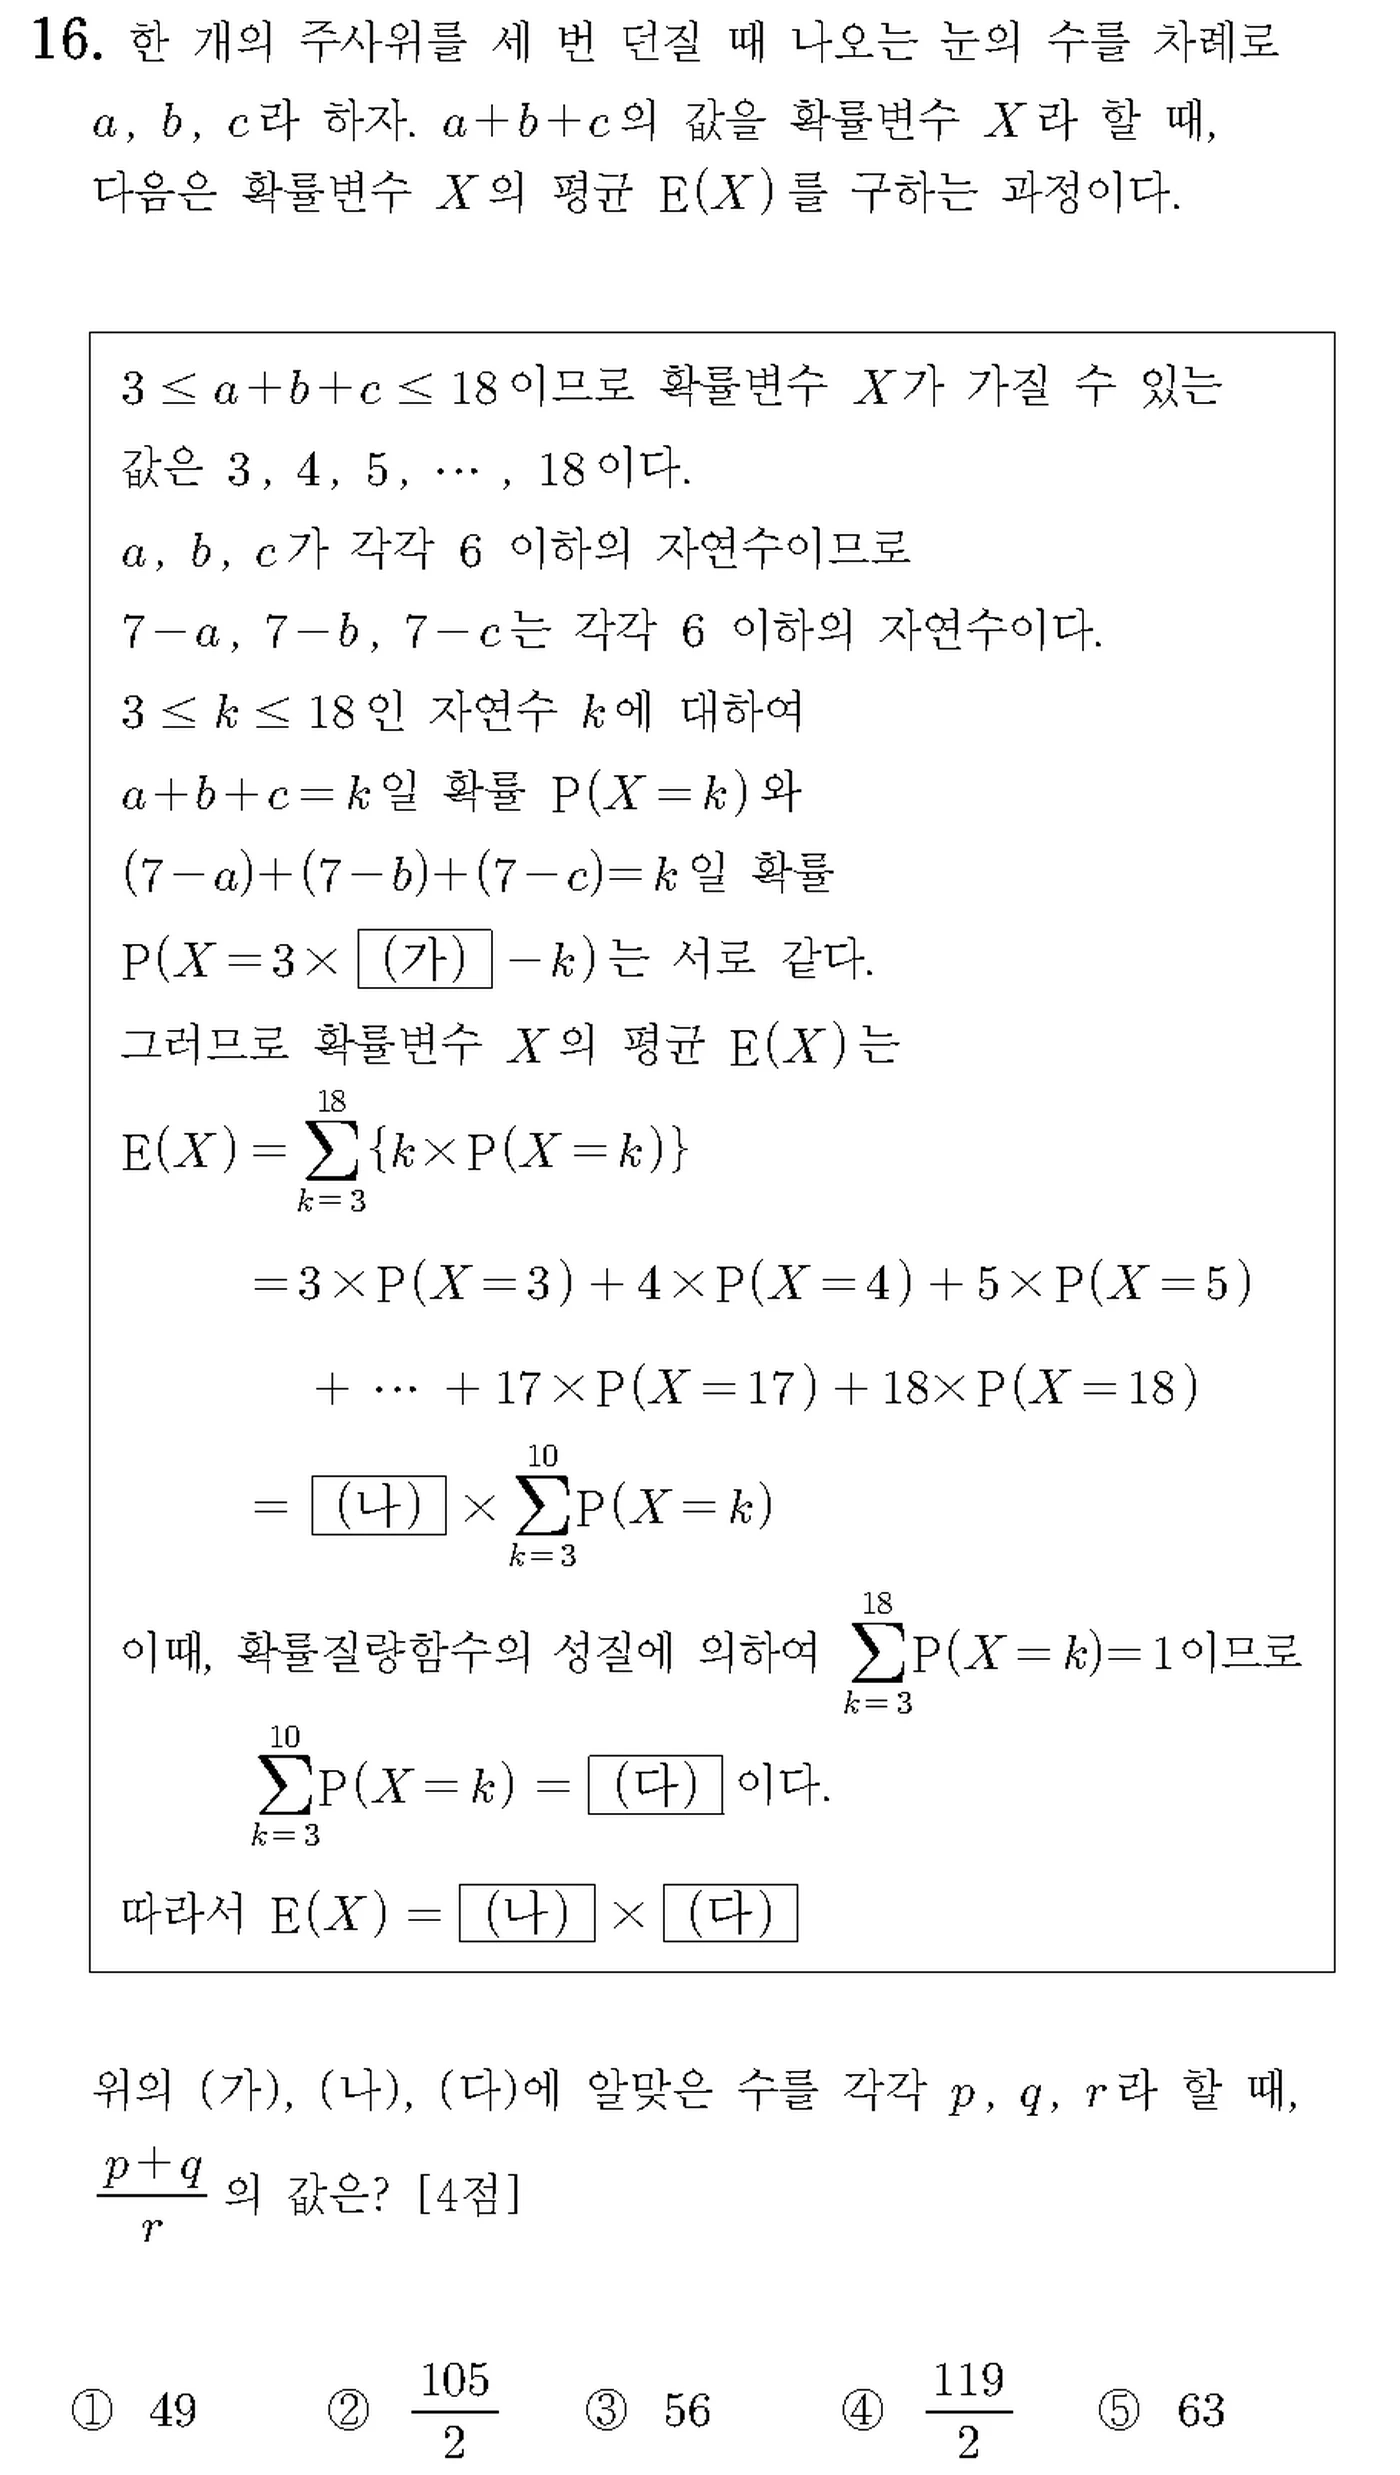 16. 한 개의 주사위를 세 번 던질 때 나오는 눈의 수를 차례로
a, b, c라 하자. a+b+c의 값을 확률변수 X라 할 때,
다음은 확률변수 X의 평균 E(X)를 구하는 과정이다.
3 ≤ a+b+c ≤ 18이므로 확률변수 X가 가질 수 있는
값은 3, 4, 5, ⋯ , 18이다.
a, b, c가 각각 6 이하의 자연수이므로
7-a, 7-b, 7-c는 각각 6 이하의 자연수이다.
3 ≤ k ≤ 18인 자연수 k에 대하여
a+b+c=k일 확률 P(X=k)와
(7-a)+(7-b)+(7-c)=k일 확률
P(X=3× (가) -k)는 서로 같다.
그러므로 확률변수 X의 평균 E(X)는
E(X) = ∑_{k=3}^{18} {k×P(X=k)}
=3×P(X=3)+4×P(X=4)+5×P(X=5)
+ ⋯ +17×P(X=17)+18×P(X=18)
= (나) × ∑_{k=3}^{10} P(X=k)
이때, 확률질량함수의 성질에 의하여 ∑_{k=3}^{18} P(X=k)=1이므로
∑_{k=3}^{10} P(X=k) = (다) 이다.
따라서 E(X) = (나) × (다)
위의 (가), (나), (다)에 알맞은 수를 각각 p, q, r라 할 때,
\frac{p+q}{r} 의 값은? [4점]
① 49 ② \frac{105}{2} ③ 56 ④ \frac{119}{2} ⑤ 63